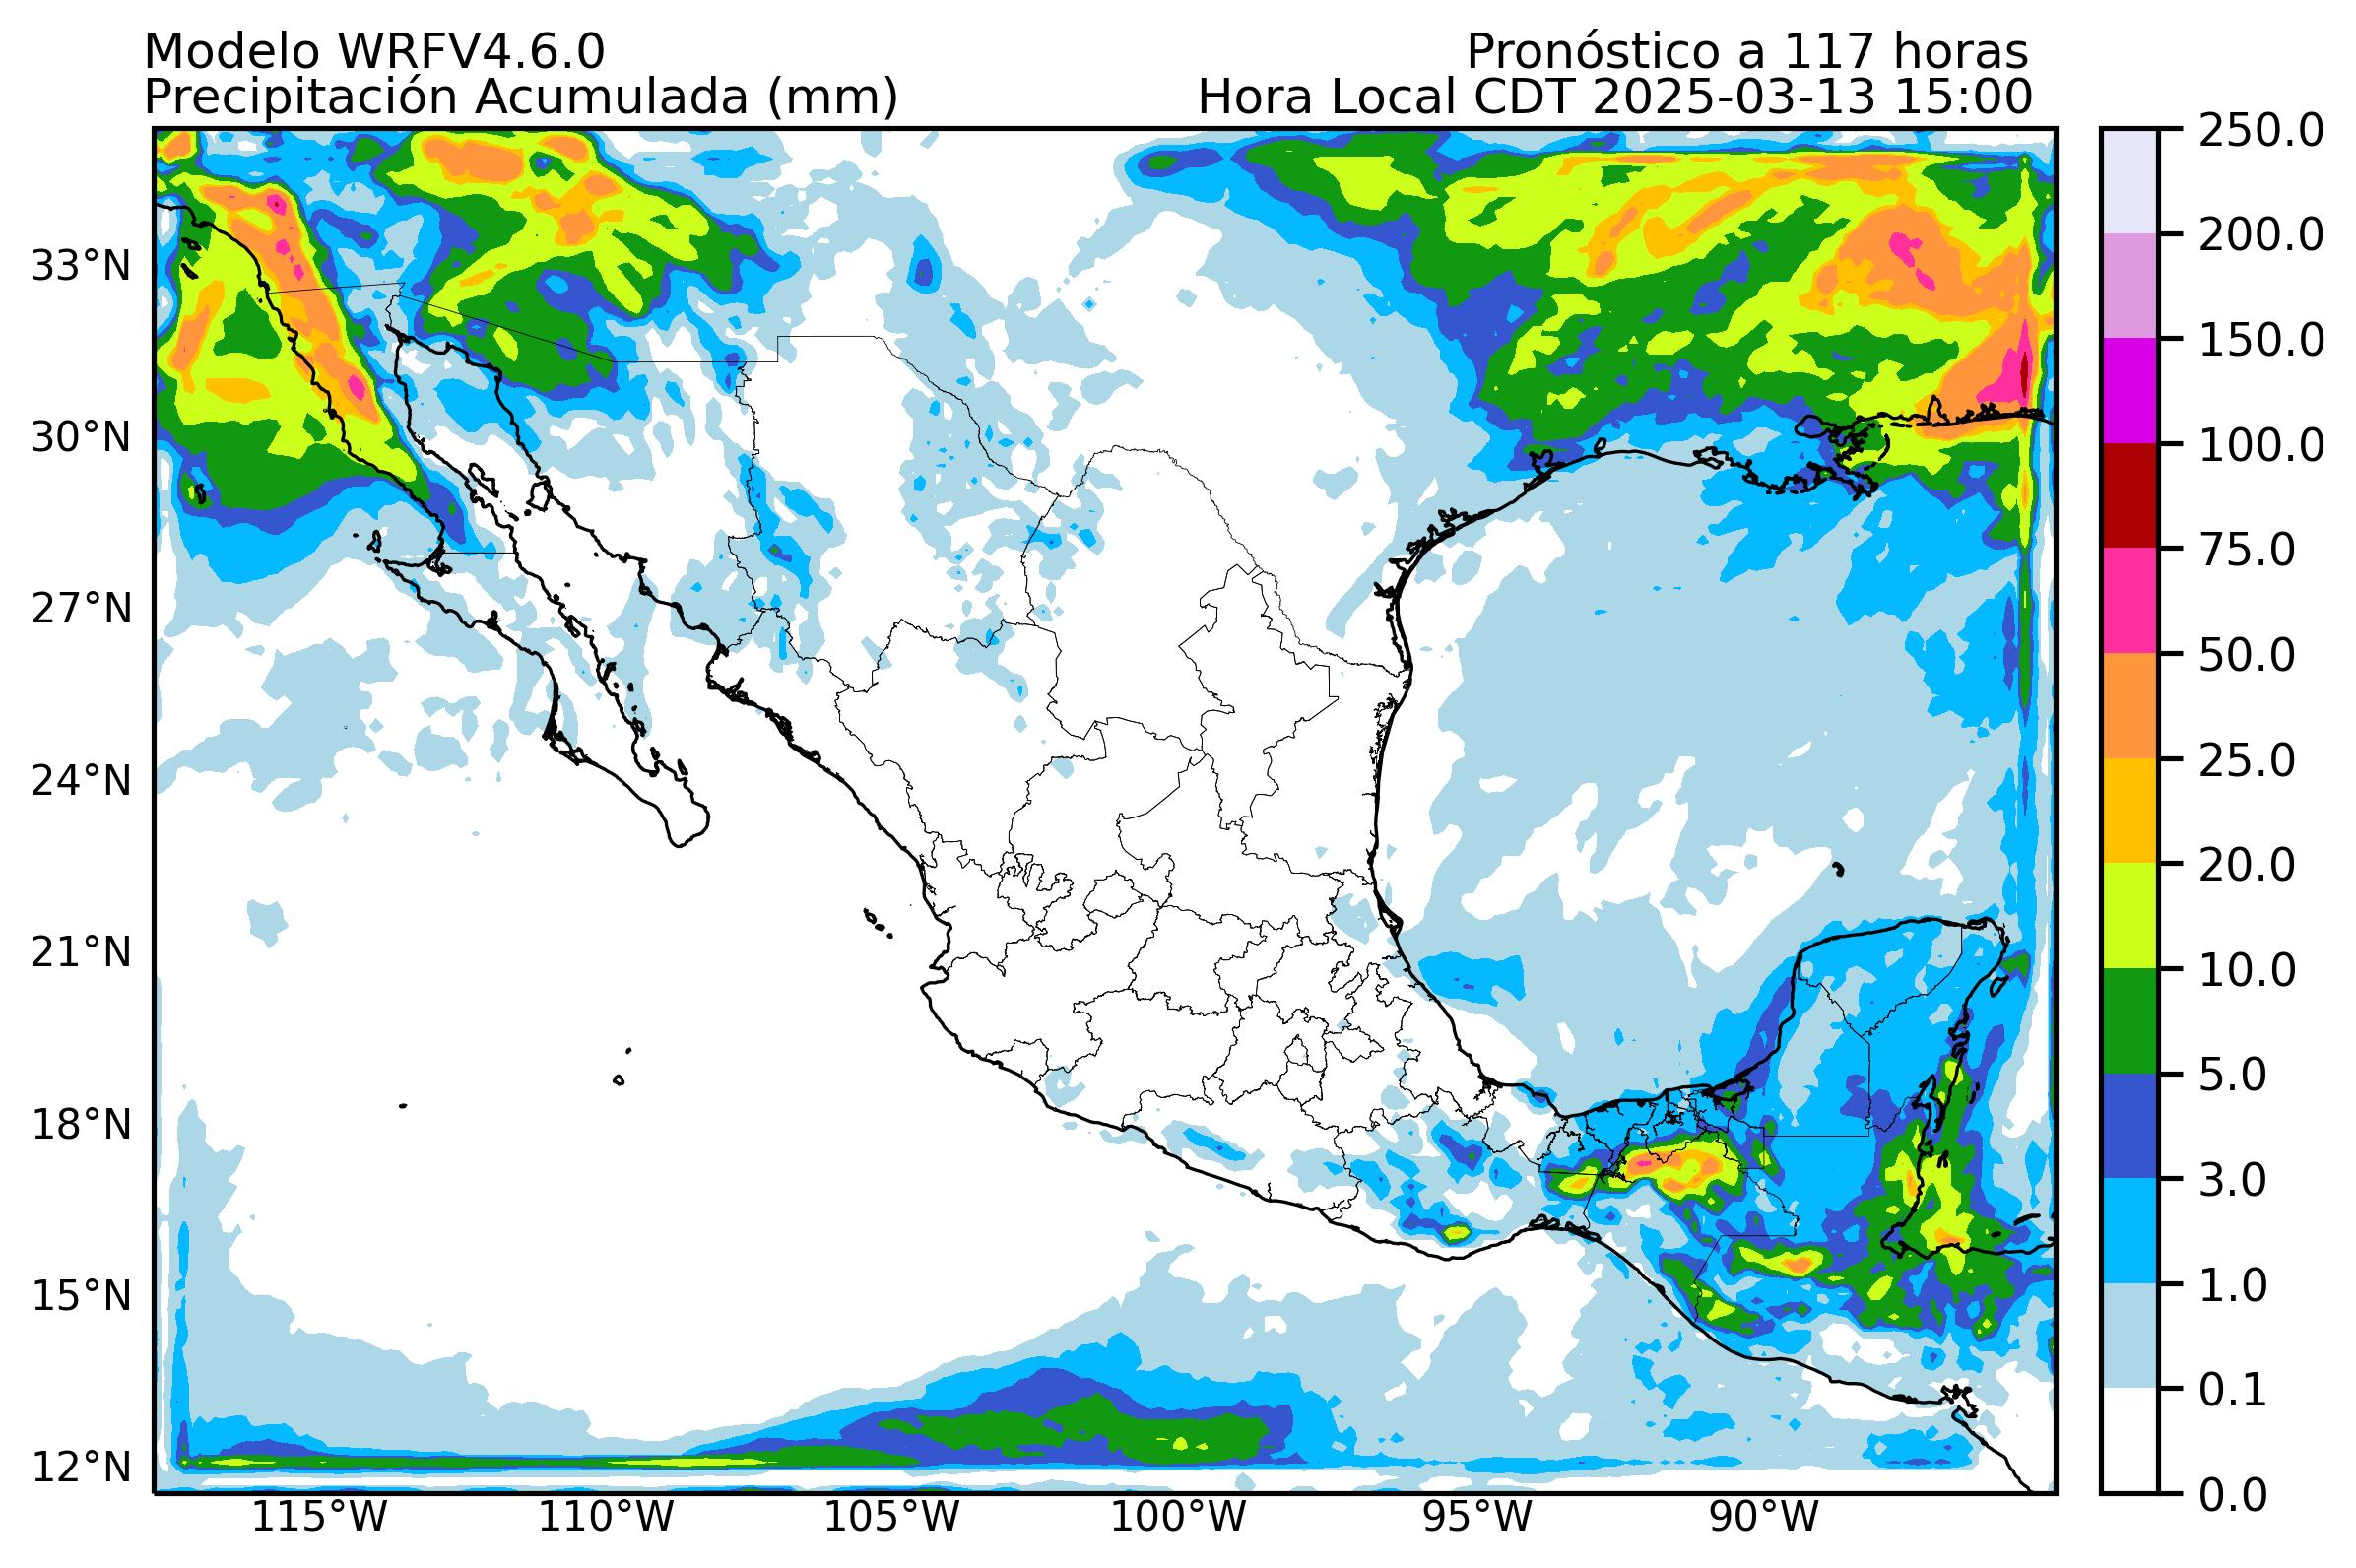 Modelo WRFV4.6.0
Pronóstico a 117 horas
Precipitación Acumulada (mm)
Hora Local CDT 2025-03-13 15:00
33°N
30°N
27°N
24°N
21°N
18°N
15°N
12°N
115°W
110°W
105°W
100°W
95°W
90°W
250.0
200.0
150.0
100.0
75.0
50.0
25.0
20.0
10.0
5.0
3.0
1.0
0.1
0.0